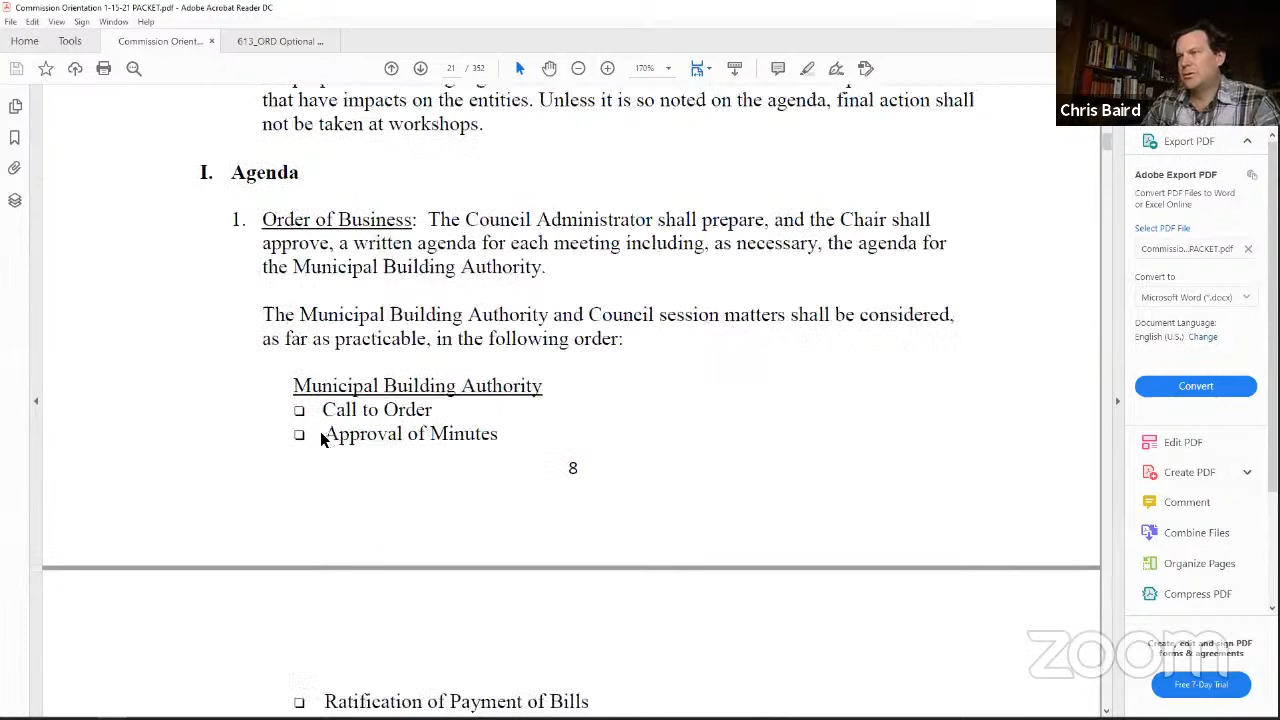 Commission Orientation 1-15-21 PACKET.pdf - Adobe Acrobat Reader DC
File Edit View Sign Window Help
Home Tools Commission Orient... × 613_ORD Optional ...
21 / 352 170%
that have impacts on the entities. Unless it is so noted on the agenda, final action shall
not be taken at workshops.
I. Agenda
1. Order of Business: The Council Administrator shall prepare, and the Chair shall
approve, a written agenda for each meeting including, as necessary, the agenda for
the Municipal Building Authority.
The Municipal Building Authority and Council session matters shall be considered,
as far as practicable, in the following order:
Municipal Building Authority
❑ Call to Order
❑ Approval of Minutes
8
❑ Ratification of Payment of Bills
Chris Baird
Export PDF
Adobe Export PDF
Convert PDF Files to Word
or Excel Online
Select PDF File
Commissio...PACKET.pdf ×
Convert to
Microsoft Word (*.docx)
Document Language:
English (U.S.) Change
Convert
Edit PDF
Create PDF
Comment
Combine Files
Organize Pages
Compress PDF
Create, edit and sign PDF
forms & agreements
Free 7-Day Trial
zoom